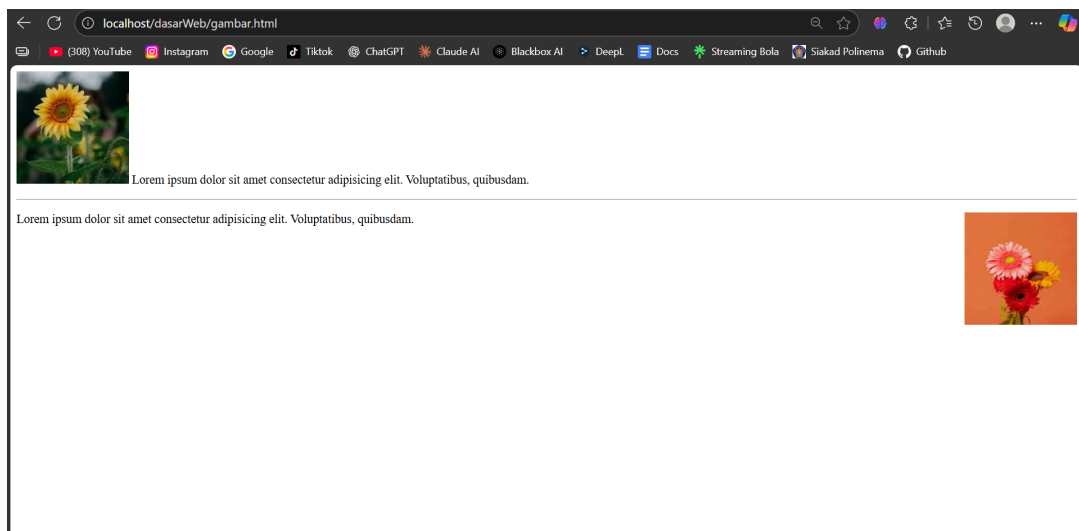 localhost/dasarWeb/gambar.html
(308) YouTube Instagram Google Tiktok ChatGPT Claude AI Blackbox AI DeepL Docs Streaming Bola Siakad Polinema Github
Lorem ipsum dolor sit amet consectetur adipisicing elit. Voluptatibus, quibusdam.
Lorem ipsum dolor sit amet consectetur adipisicing elit. Voluptatibus, quibusdam.